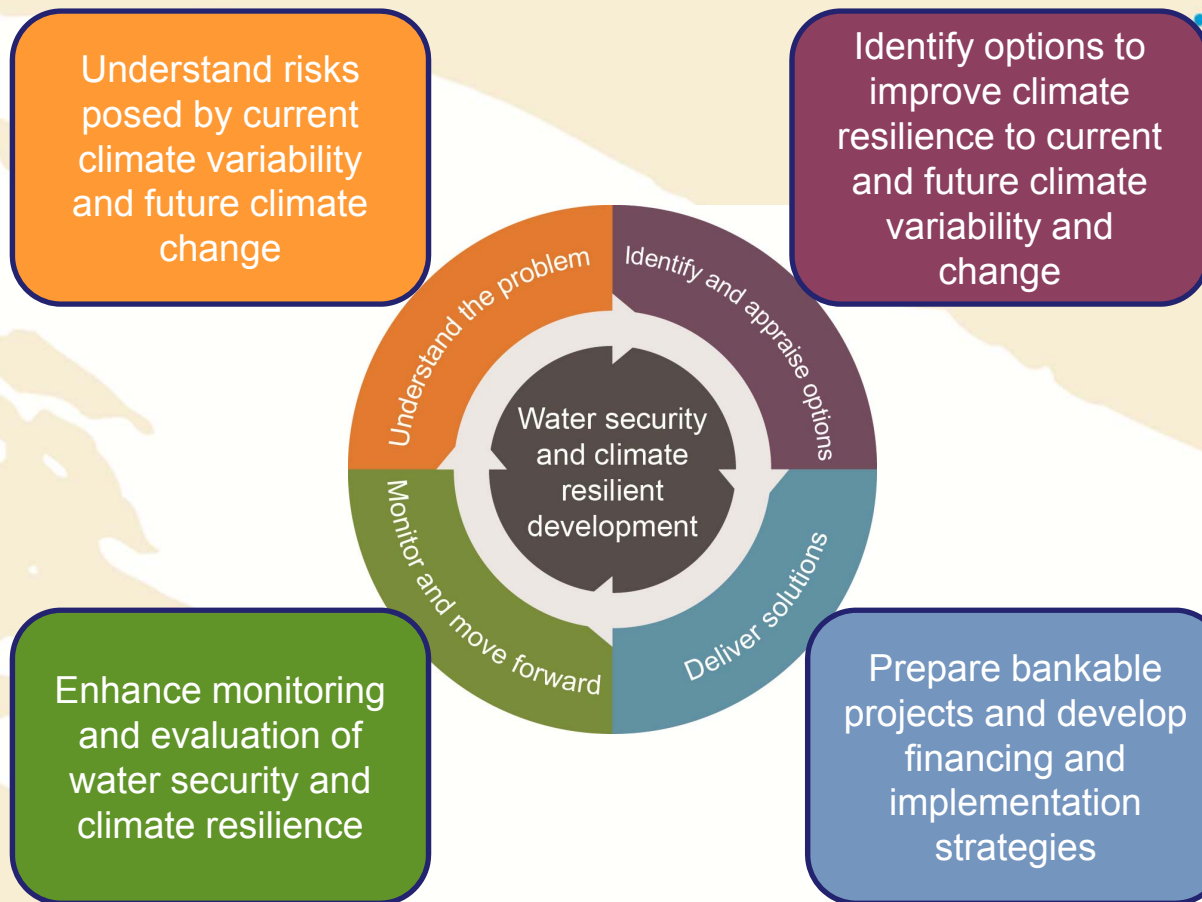 Understand risks
posed by current
climate variability
and future climate
change
Identify options to
improve climate
resilience to current
and future climate
variability and
change
Understand the problem
Identify and appraise options
Water security
and climate
resilient
development
Monitor and move forward
Deliver solutions
Enhance monitoring
and evaluation of
water security and
climate resilience
Prepare bankable
projects and develop
financing and
implementation
strategies